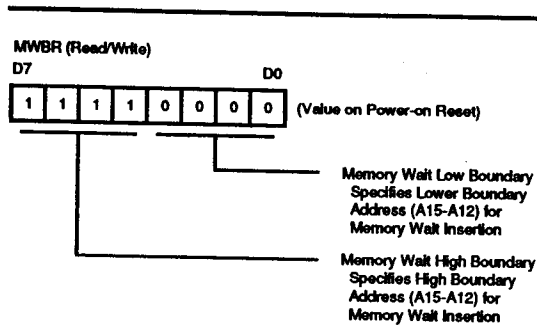 MWBR (Read/Write)
D7 D0
1 1 1 1 0 0 0 0 (Value on Power-on Reset)
Memory Wait Low Boundary
Specifies Lower Boundary
Address (A15-A12) for
Memory Wait Insertion
Memory Wait High Boundary
Specifies High Boundary
Address (A15-A12) for
Memory Wait Insertion